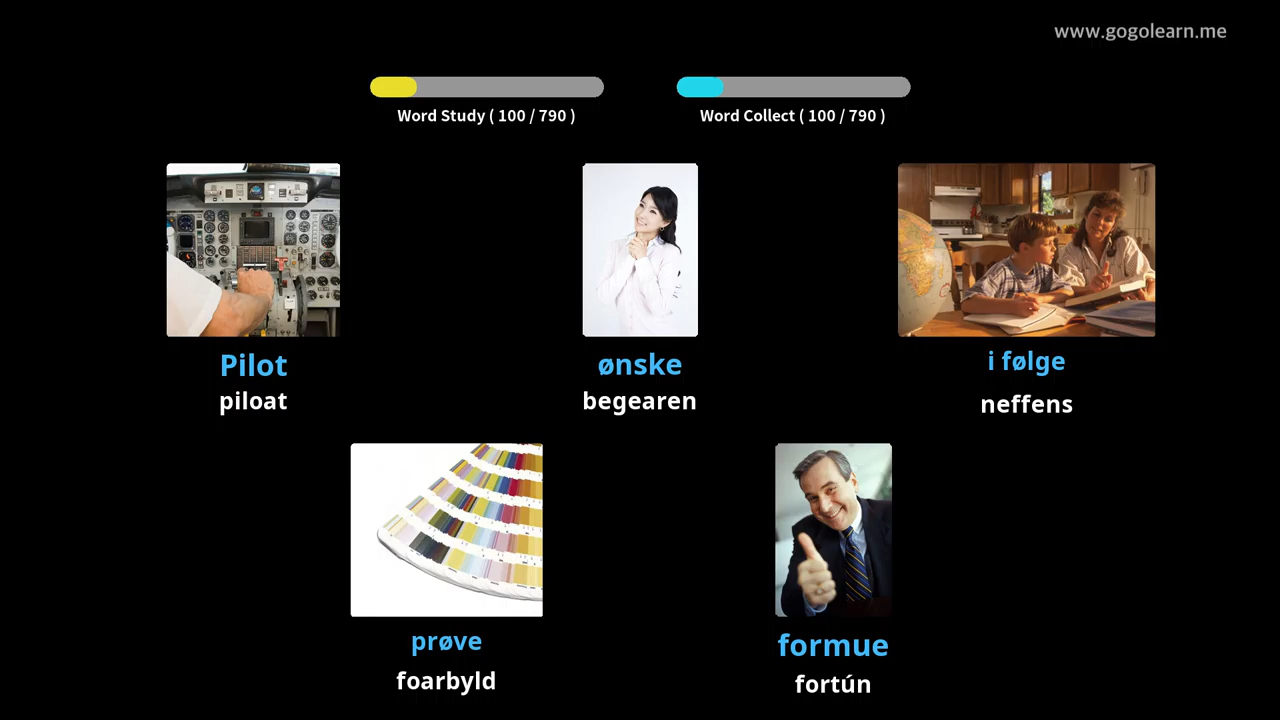 www.gogolearn.me
Word Study ( 100 / 790 )
Word Collect ( 100 / 790 )
Pilot
piloat
ønske
begearen
i følge
neffens
prøve
foarbyld
formue
fortún